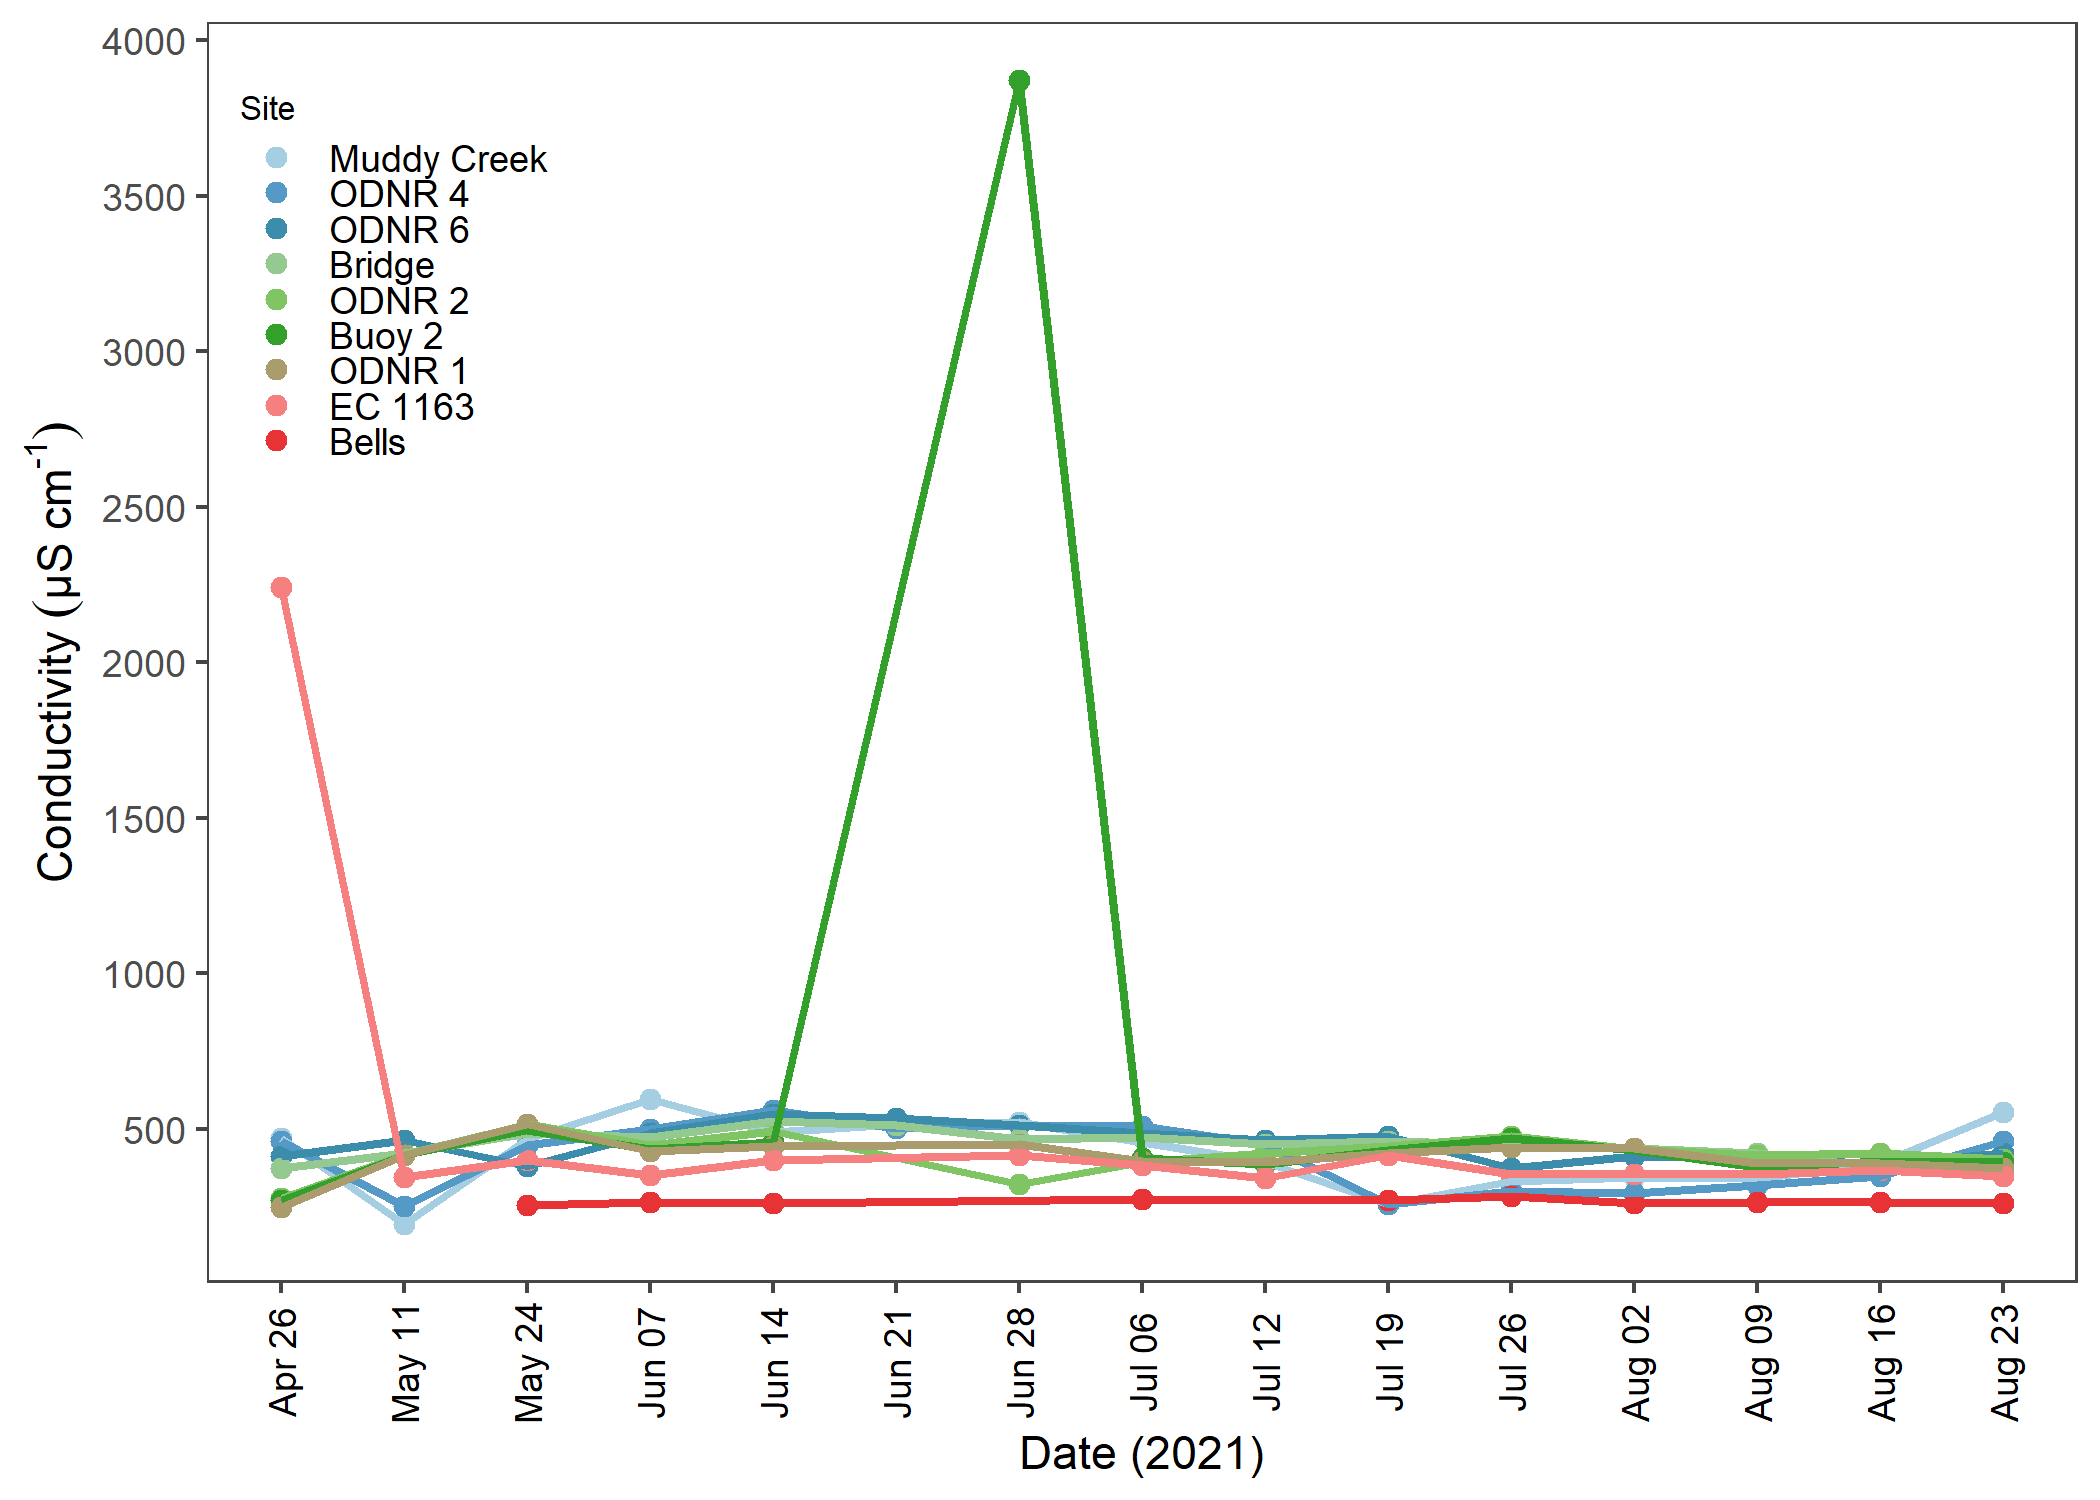 4000
3500
3000
2500
2000
1500
1000
500
Conductivity (µS cm⁻¹)
Site
Muddy Creek
ODNR 4
ODNR 6
Bridge
ODNR 2
Buoy 2
ODNR 1
EC 1163
Bells
Apr 26
May 11
May 24
Jun 07
Jun 14
Jun 21
Jun 28
Jul 06
Jul 12
Jul 19
Jul 26
Aug 02
Aug 09
Aug 16
Aug 23
Date (2021)